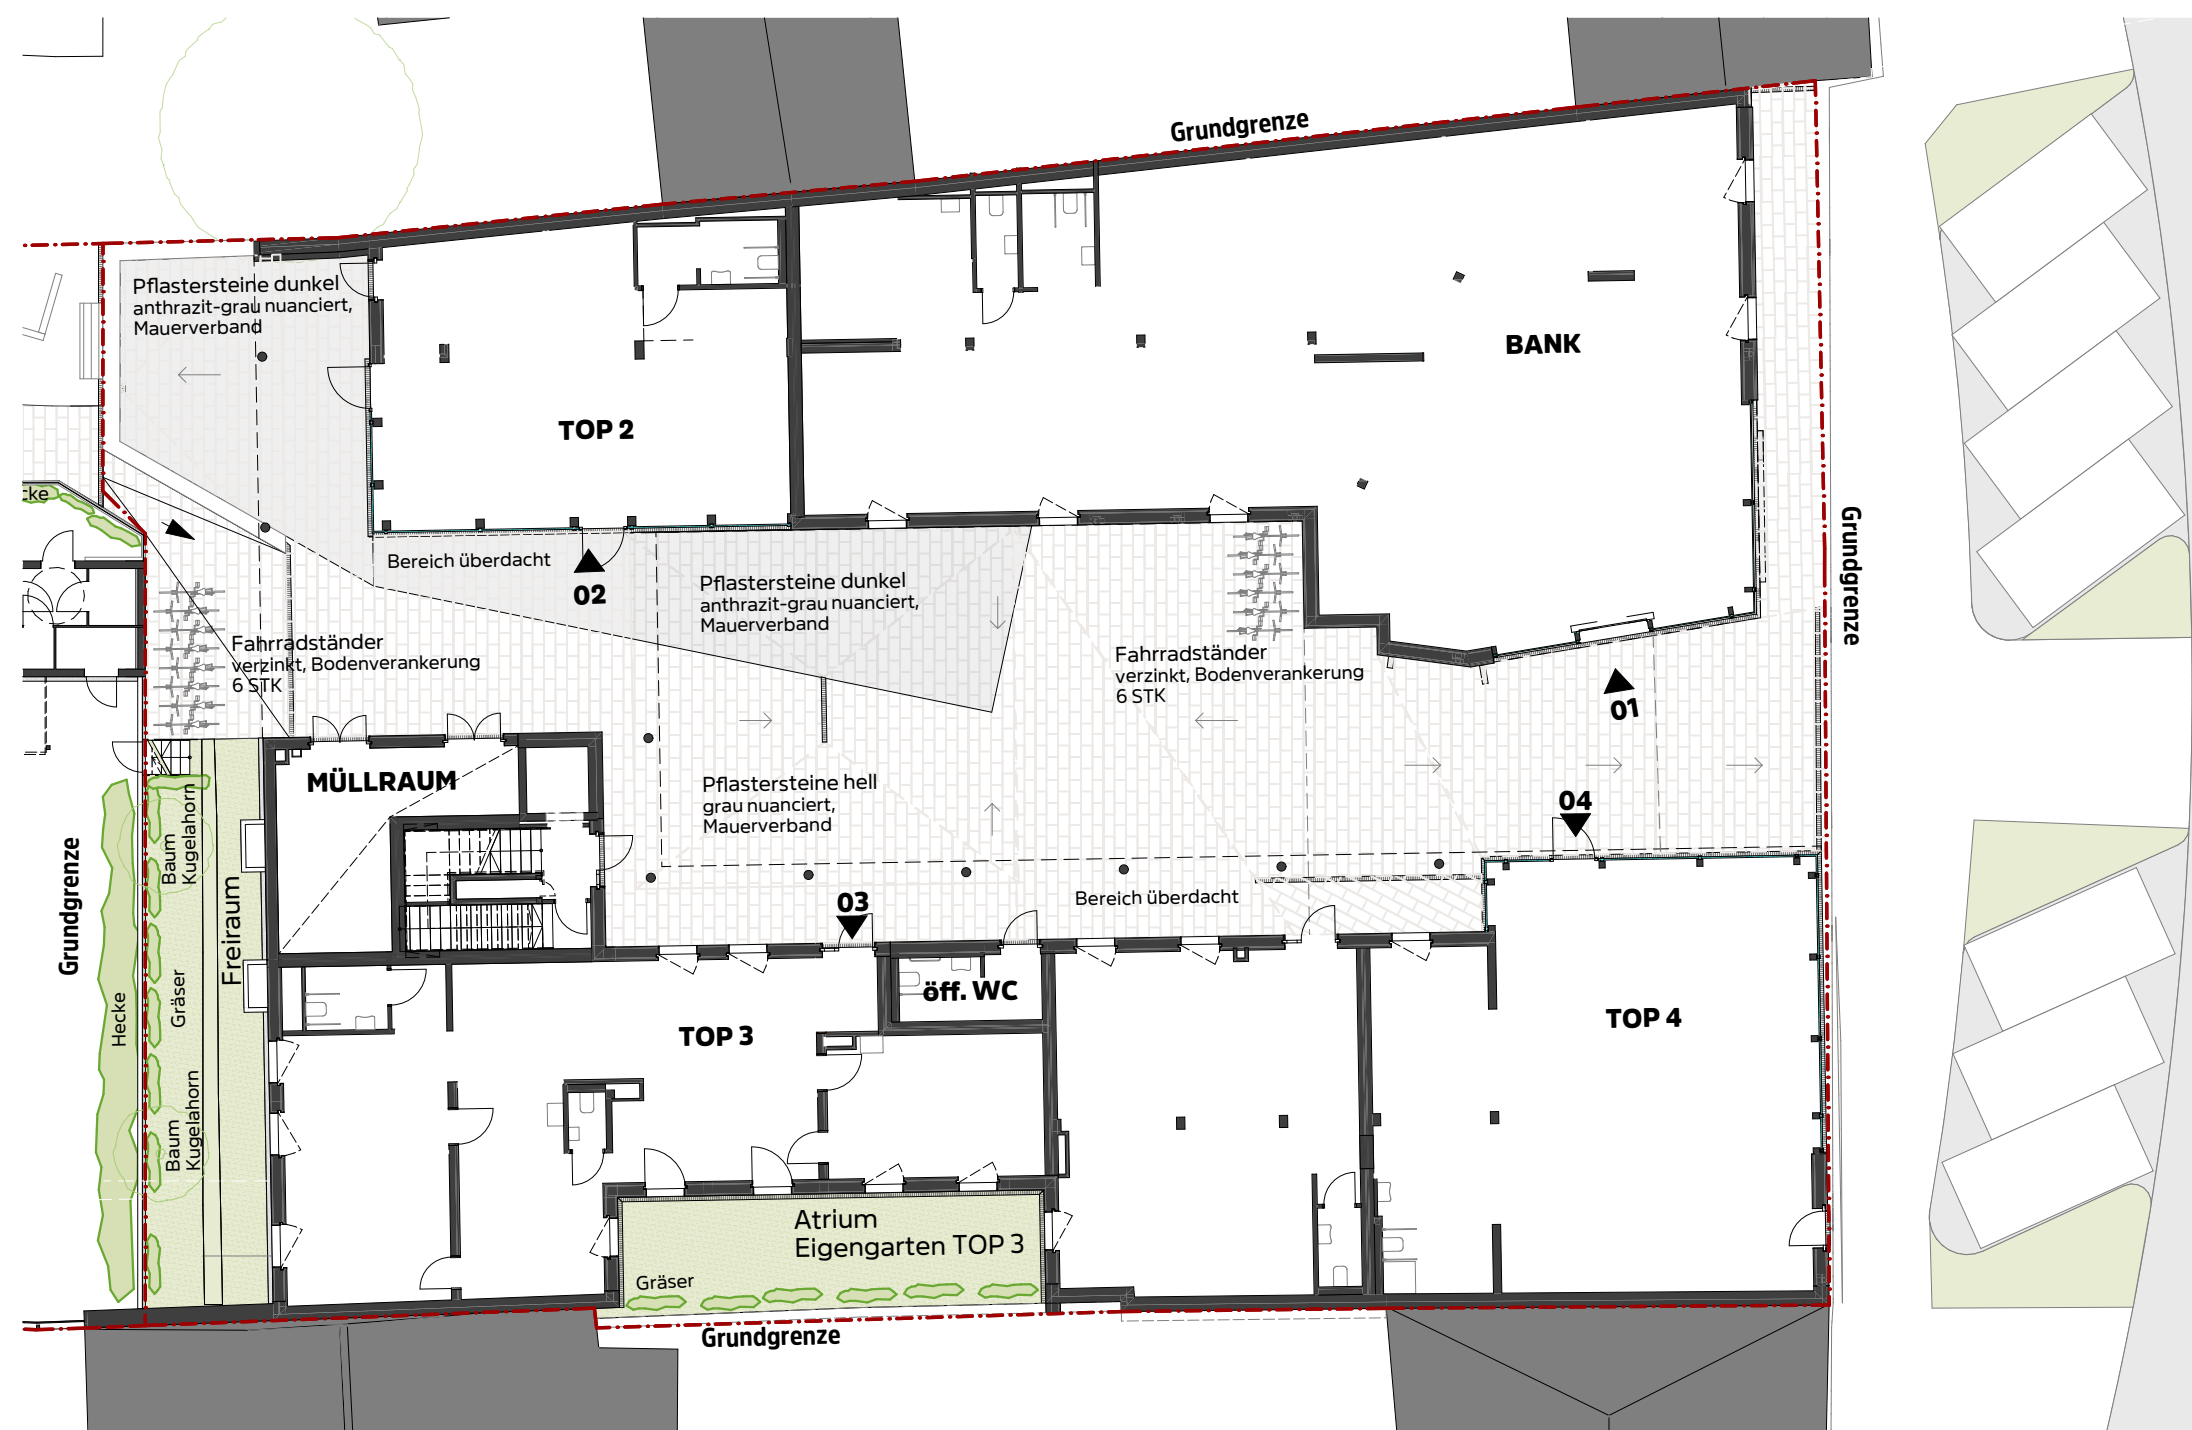 Grundgrenze
Pflastersteine dunkel
anthrazit-grau nuanciert,
Mauerverband
BANK
TOP 2
cke
Grundgrenze
Bereich überdacht
02
Pflastersteine dunkel
anthrazit-grau nuanciert,
Mauerverband
Fahrradständer
verzinkt, Bodenverankerung
6 STK
Fahrradständer
verzinkt, Bodenverankerung
6 STK
01
MÜLLRAUM
Pflastersteine hell
grau nuanciert,
Mauerverband
04
Baum
Kugelahorn
Grundgrenze
Freiraum
03
Bereich überdacht
Gräser
Hecke
öff. WC
TOP 3
TOP 4
Baum
Kugelahorn
Atrium
Eigengarten TOP 3
Gräser
Grundgrenze